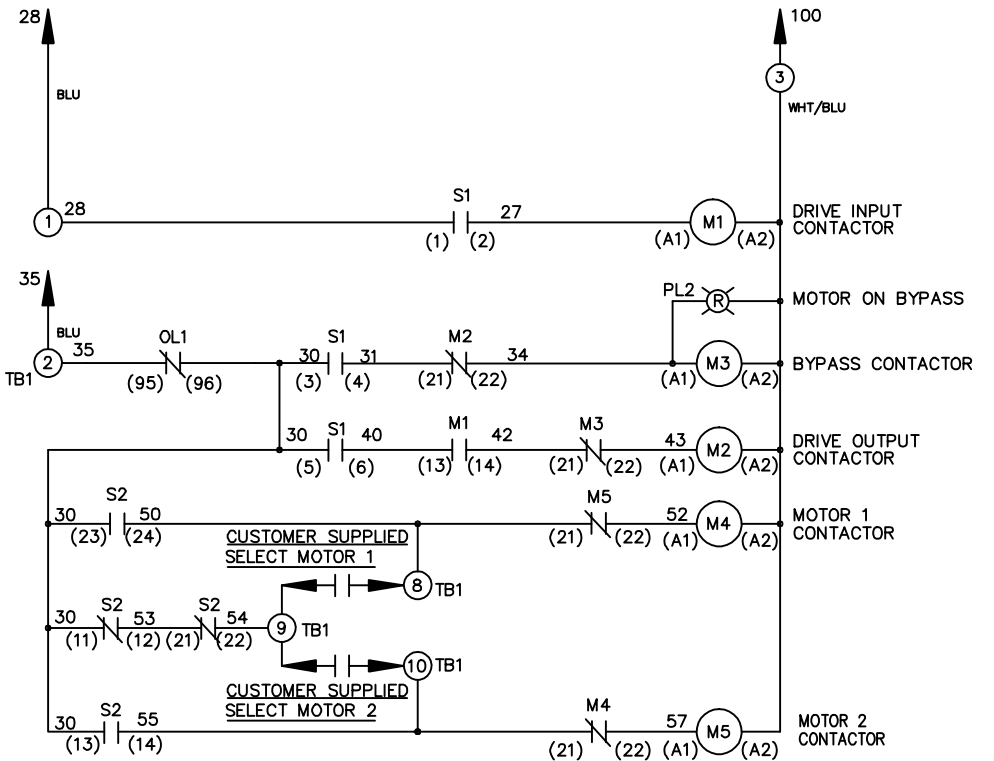 28
100
3
BLU
WHT/BLU
S1
28
27
1
M1
DRIVE INPUT
CONTACTOR
(1)
(2)
(A1)
(A2)
35
PL2
R
MOTOR ON BYPASS
BLU
OL1
S1
M2
2
35
30
31
34
M3
BYPASS CONTACTOR
TB1
(95)
(96)
(3)
(4)
(21)
(22)
(A1)
(A2)
S1
M1
M3
30
40
42
43
M2
DRIVE OUTPUT
CONTACTOR
(5)
(6)
(13)
(14)
(21)
(22)
(A1)
(A2)
S2
M5
30
50
52
M4
MOTOR 1
CONTACTOR
(23)
(24)
(21)
(22)
(A1)
(A2)
CUSTOMER SUPPLIED
SELECT MOTOR 1
8
TB1
S2
S2
30
53
54
9
TB1
(11)
(12)
(21)
(22)
10
TB1
CUSTOMER SUPPLIED
SELECT MOTOR 2
S2
M4
30
55
57
M5
MOTOR 2
CONTACTOR
(13)
(14)
(21)
(22)
(A1)
(A2)